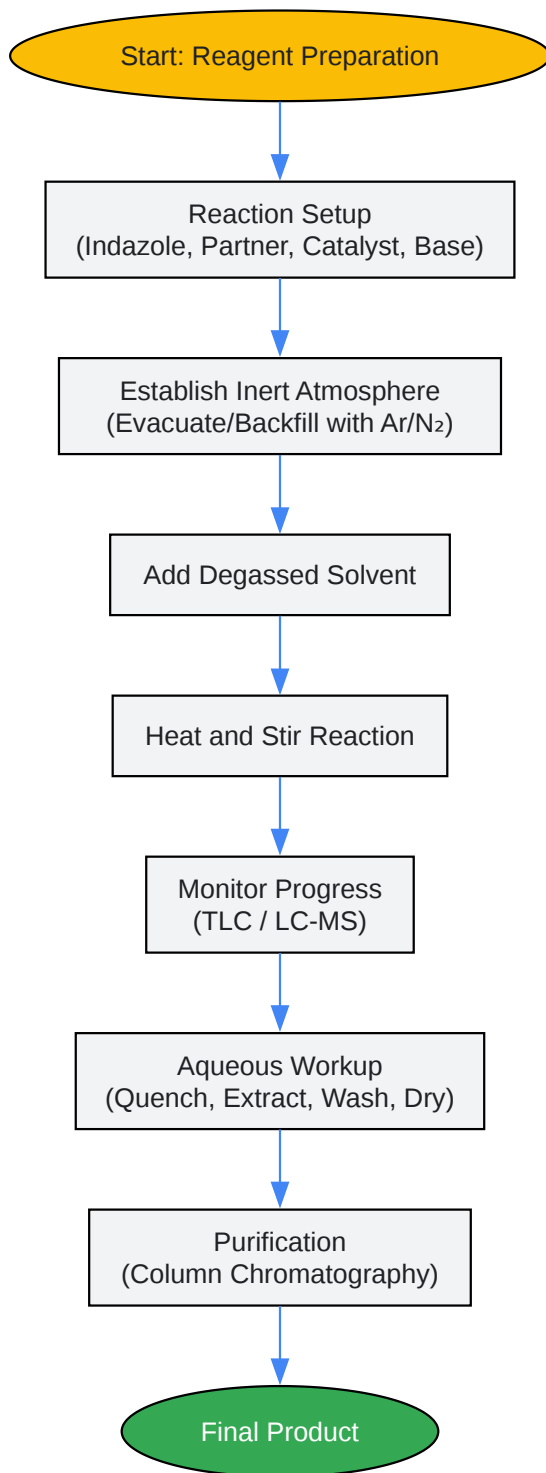 Start: Reagent Preparation
Reaction Setup
(Indazole, Partner, Catalyst, Base)
Establish Inert Atmosphere
(Evacuate/Backfill with Ar/N₂)
Add Degassed Solvent
Heat and Stir Reaction
Monitor Progress
(TLC / LC-MS)
Aqueous Workup
(Quench, Extract, Wash, Dry)
Purification
(Column Chromatography)
Final Product